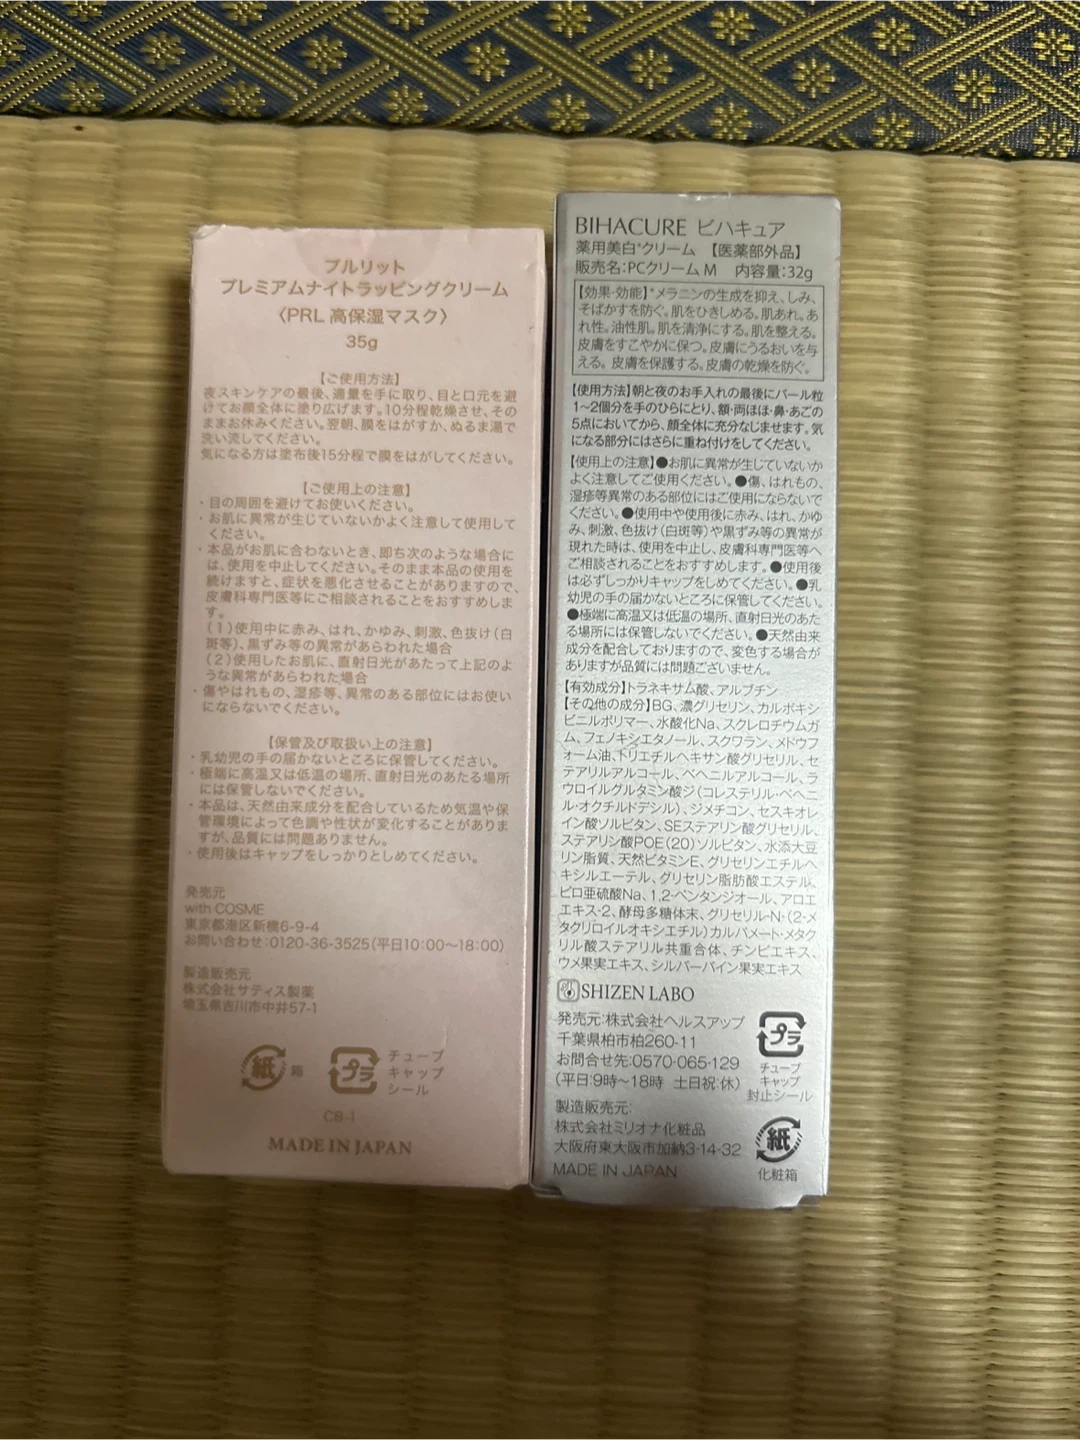 プルリット
プレミアムナイトラッピングクリーム
〈PRL 高保湿マスク〉
35g
【ご使用方法】
夜スキンケアの最後、適量を手に取り、目と口元を避
けてお顔全体に塗り広げます。10分程乾燥させ、その
ままお休みください。翌朝、膜をはがすか、ぬるま湯で
洗い流してください。
気になる方は塗布後15分程で膜をはがしてください。
【ご使用上の注意】
・目の周囲を避けてお使いください。
・お肌に異常が生じていないかよく注意して使用して
ください。
・本品がお肌に合わないとき、即ち次のような場合に
は、使用を中止してください。そのまま本品の使用を
続けますと、症状を悪化させることがありますので、
皮膚科専門医等にご相談されることをおすすめしま
す。
(1)使用中に赤み、はれ、かゆみ、刺激、色抜け(白
斑等)、黒ずみ等の異常があらわれた場合
(2)使用したお肌に、直射日光があたって上記のよ
うな異常があらわれた場合
・傷やはれもの、湿疹等、異常のある部位にはお使い
にならないでください。
【保管及び取扱い上の注意】
・乳幼児の手の届かないところに保管してください。
・極端に高温又は低温の場所、直射日光のあたる場所
には保管しないでください。
・本品は、天然由来成分を配合しているため気温や保
管環境によって色調や性状が変化することがありま
すが、品質には問題ありません。
・使用後はキャップをしっかりとしめてください。
発売元
with COSME
東京都港区新橋6-9-4
お問い合わせ:0120-36-3525(平日10:00〜18:00)
製造販売元
株式会社サティス製薬
埼玉県吉川市中井57-1
紙 箱
プラ チューブ
キャップ
シール
CB-1
MADE IN JAPAN
BIHACURE ビハキュア
薬用美白*クリーム 【医薬部外品】
販売名:PCクリーム M 内容量:32g
【効果・効能】*メラニンの生成を抑え、しみ、
そばかすを防ぐ。肌をひきしめる。肌あれ。あ
れ性。油性肌。肌を清浄にする。肌を整える。
皮膚をすこやかに保つ。皮膚にうるおいを与
える。皮膚を保護する。皮膚の乾燥を防ぐ。
【使用方法】朝と夜のお手入れの最後にパール粒
1〜2個分を手のひらにとり、額・両ほほ・鼻・あごの
5点においてから、顔全体に充分なじませます。気
になる部分にはさらに重ね付けをしてください。
【使用上の注意】●お肌に異常が生じていないか
よく注意してご使用ください。●傷、はれもの、
湿疹等異常のある部位にはご使用にならないで
ください。●使用中や使用後に赤み、はれ、かゆ
み、刺激、色抜け(白斑等)や黒ずみ等の異常が
現れた時は、使用を中止し、皮膚科専門医等へ
ご相談されることをおすすめします。●使用後
は必ずしっかりキャップをしめてください。●乳
幼児の手の届かないところに保管してください。
●極端に高温又は低温の場所、直射日光のあた
る場所には保管しないでください。●天然由来
成分を配合しておりますので、変色する場合が
ありますが品質には問題ございません。
【有効成分】トラネキサム酸、アルブチン
【その他の成分】BG、濃グリセリン、カルボキシ
ビニルポリマー、水酸化Na、スクレロチウムガ
ム、フェノキシエタノール、スクワラン、メドウフ
ォーム油、トリエチルヘキサン酸グリセリル、セ
テアリルアルコール、ベヘニルアルコール、ラ
ウロイルグルタミン酸ジ(コレステリル・ベヘニ
ル・オクチルドデシル)、ジメチコン、セスキオレ
イン酸ソルビタン、SEステアリン酸グリセリル、
ステアリン酸POE(20)ソルビタン、水添大豆
リン脂質、天然ビタミンE、グリセリンエチルヘ
キシルエーテル、グリセリン脂肪酸エステル、
ピロ亜硫酸Na、1,2-ペンタンジオール、アロエ
エキス-2、酵母多糖体末、グリセリル-N-(2-メ
タクリロイルオキシエチル)カルバメート・メタク
リル酸ステアリル共重合体、チンピエキス、
ウメ果実エキス、シルバーバイン果実エキス
SHIZEN LABO
発売元:株式会社ヘルスアップ
千葉県柏市柏260-11
お問合せ先:0570-065-129
(平日:9時〜18時 土日祝:休)
製造販売元:
株式会社ミリオナ化粧品
大阪府東大阪市加納3-14-32
MADE IN JAPAN
プラ
チューブ
キャップ
封止シール
紙
化粧箱